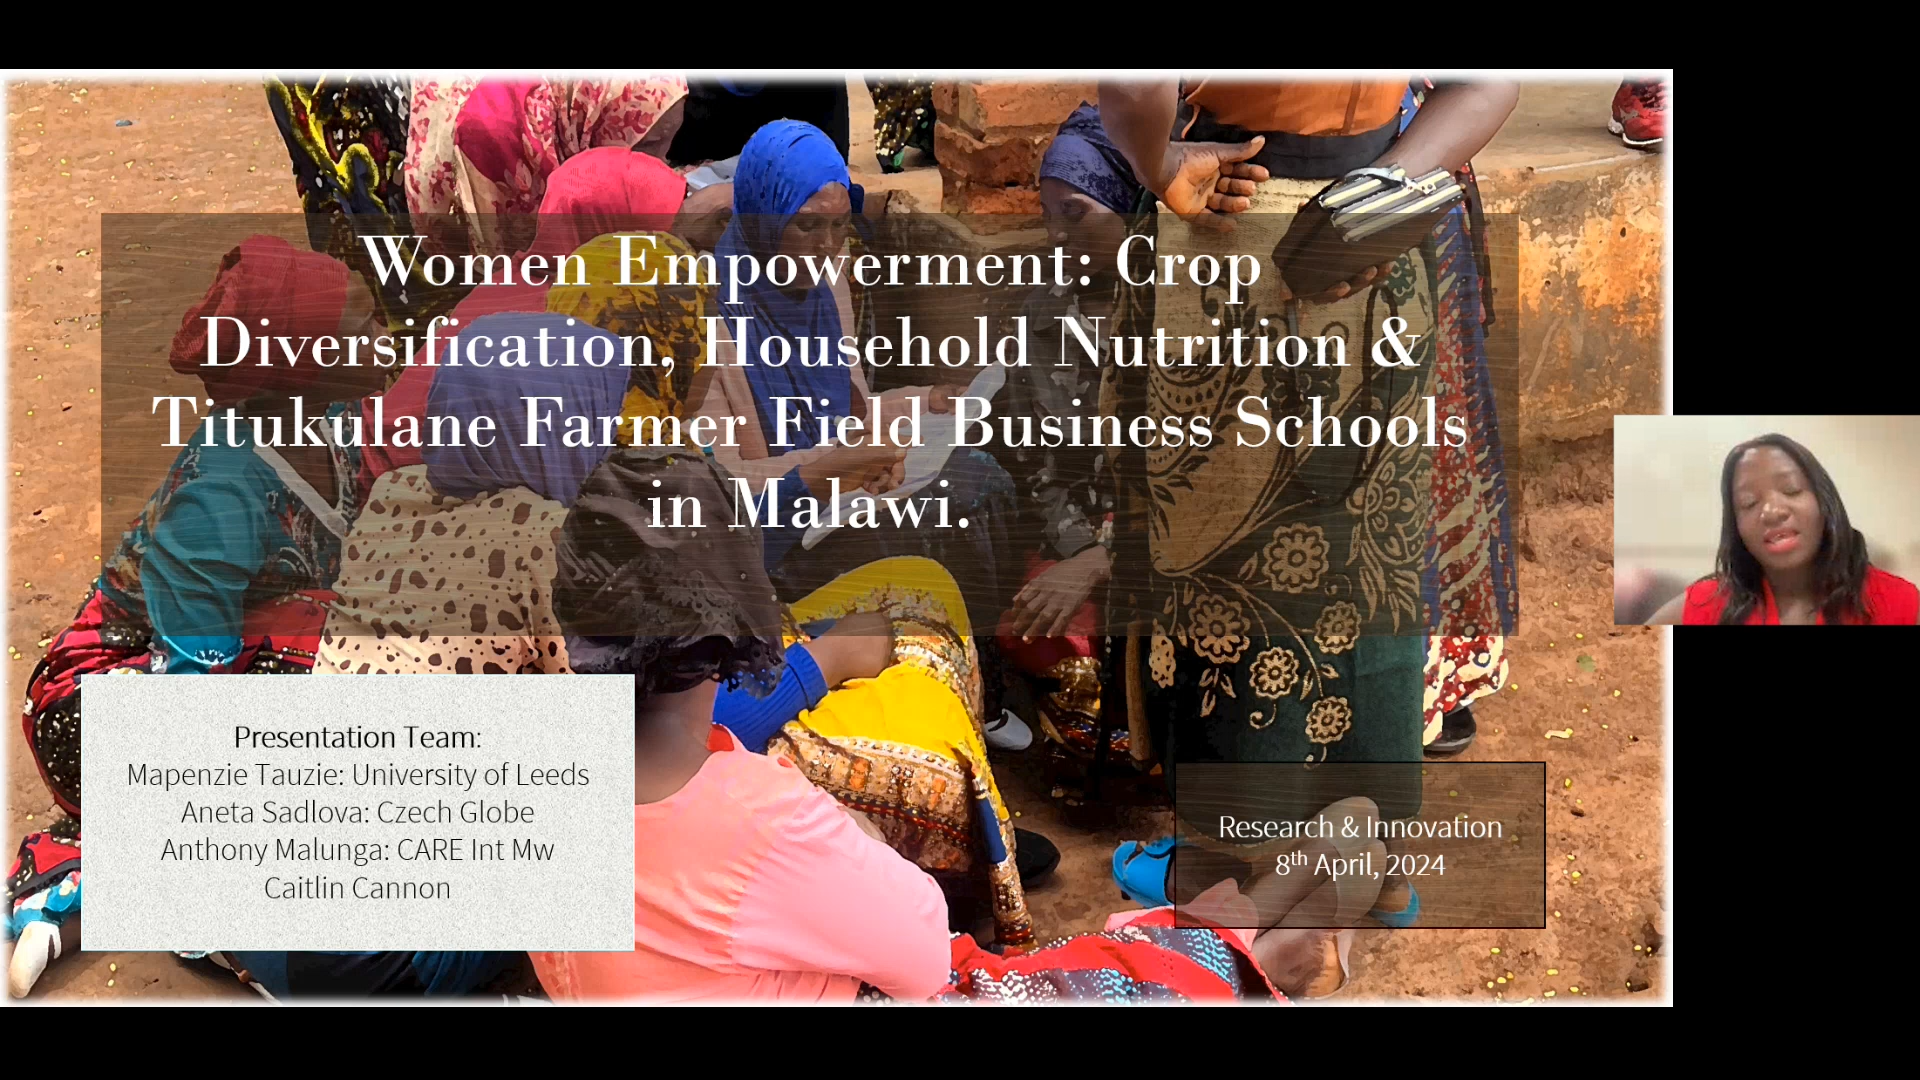 Women Empowerment: Crop
Diversification, Household Nutrition &
Titukulane Farmer Field Business Schools
in Malawi.
Presentation Team:
Mapenzie Tauzie: University of Leeds
Aneta Sadlova: Czech Globe
Anthony Malunga: CARE Int Mw
Caitlin Cannon
Research & Innovation
8th April, 2024